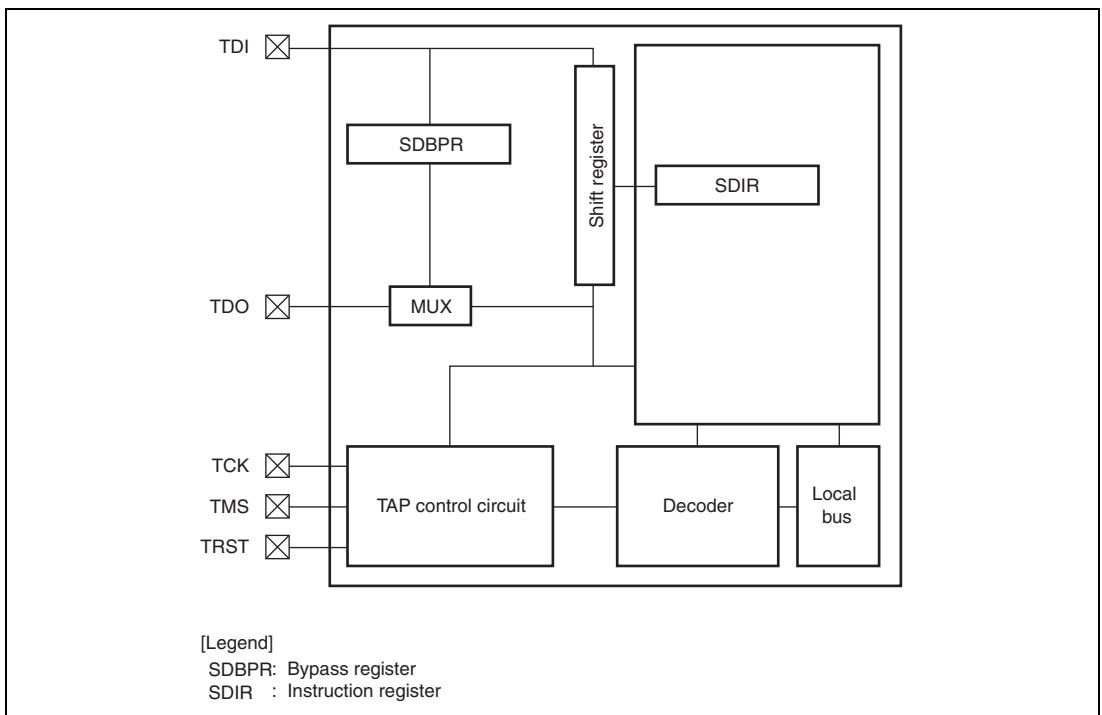 TDI
SDBPR
Shift register
SDIR
TDO
MUX
TCK
TMS
TRST
TAP control circuit
Decoder
Local
bus
[Legend]
SDBPR: Bypass register
SDIR : Instruction register